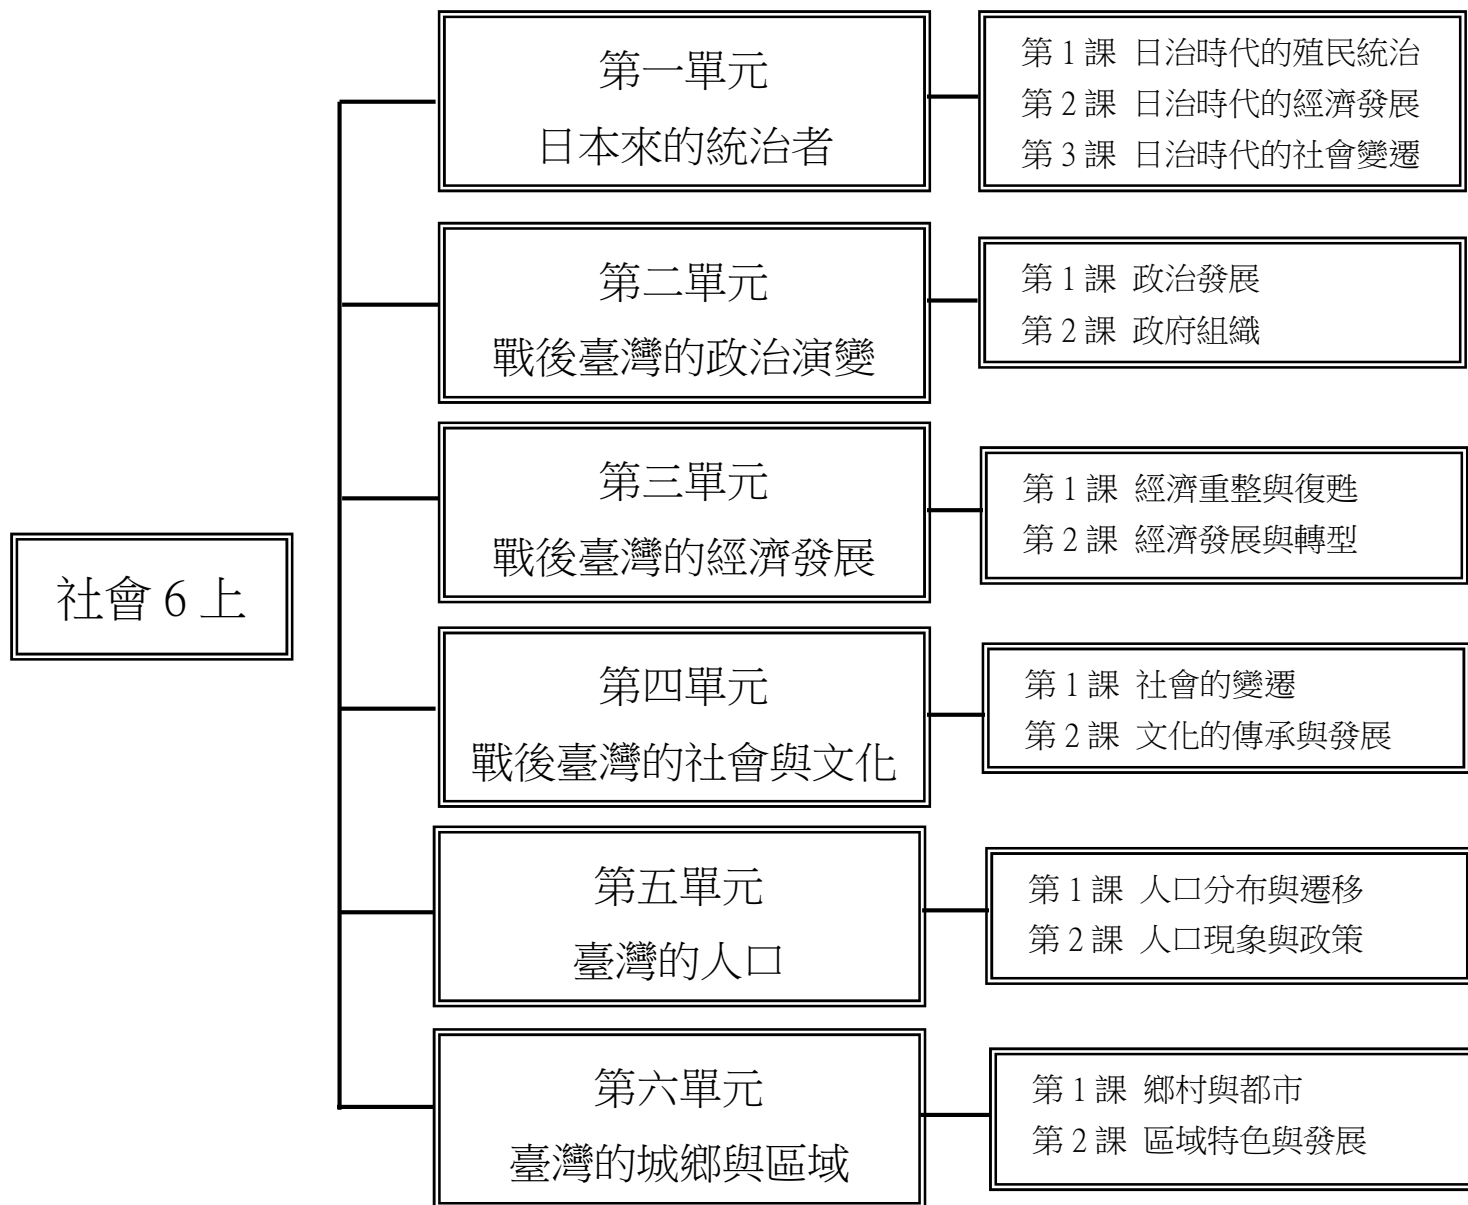 社會 6 上
第一單元
日本來的統治者
第 1 課 日治時代的殖民統治
第 2 課 日治時代的經濟發展
第 3 課 日治時代的社會變遷
第二單元
戰後臺灣的政治演變
第 1 課 政治發展
第 2 課 政府組織
第三單元
戰後臺灣的經濟發展
第 1 課 經濟重整與復甦
第 2 課 經濟發展與轉型
第四單元
戰後臺灣的社會與文化
第 1 課 社會的變遷
第 2 課 文化的傳承與發展
第五單元
臺灣的人口
第 1 課 人口分布與遷移
第 2 課 人口現象與政策
第六單元
臺灣的城鄉與區域
第 1 課 鄉村與都市
第 2 課 區域特色與發展